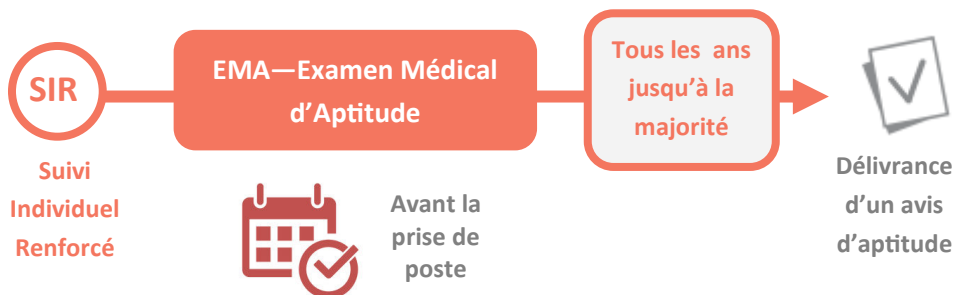 SIR
Suivi
Individuel
Renforcé
EMA—Examen Médical
d'Aptitude
Avant la
prise de
poste
Tous les ans
jusqu'à la
majorité
Délivrance
d'un avis
d'aptitude